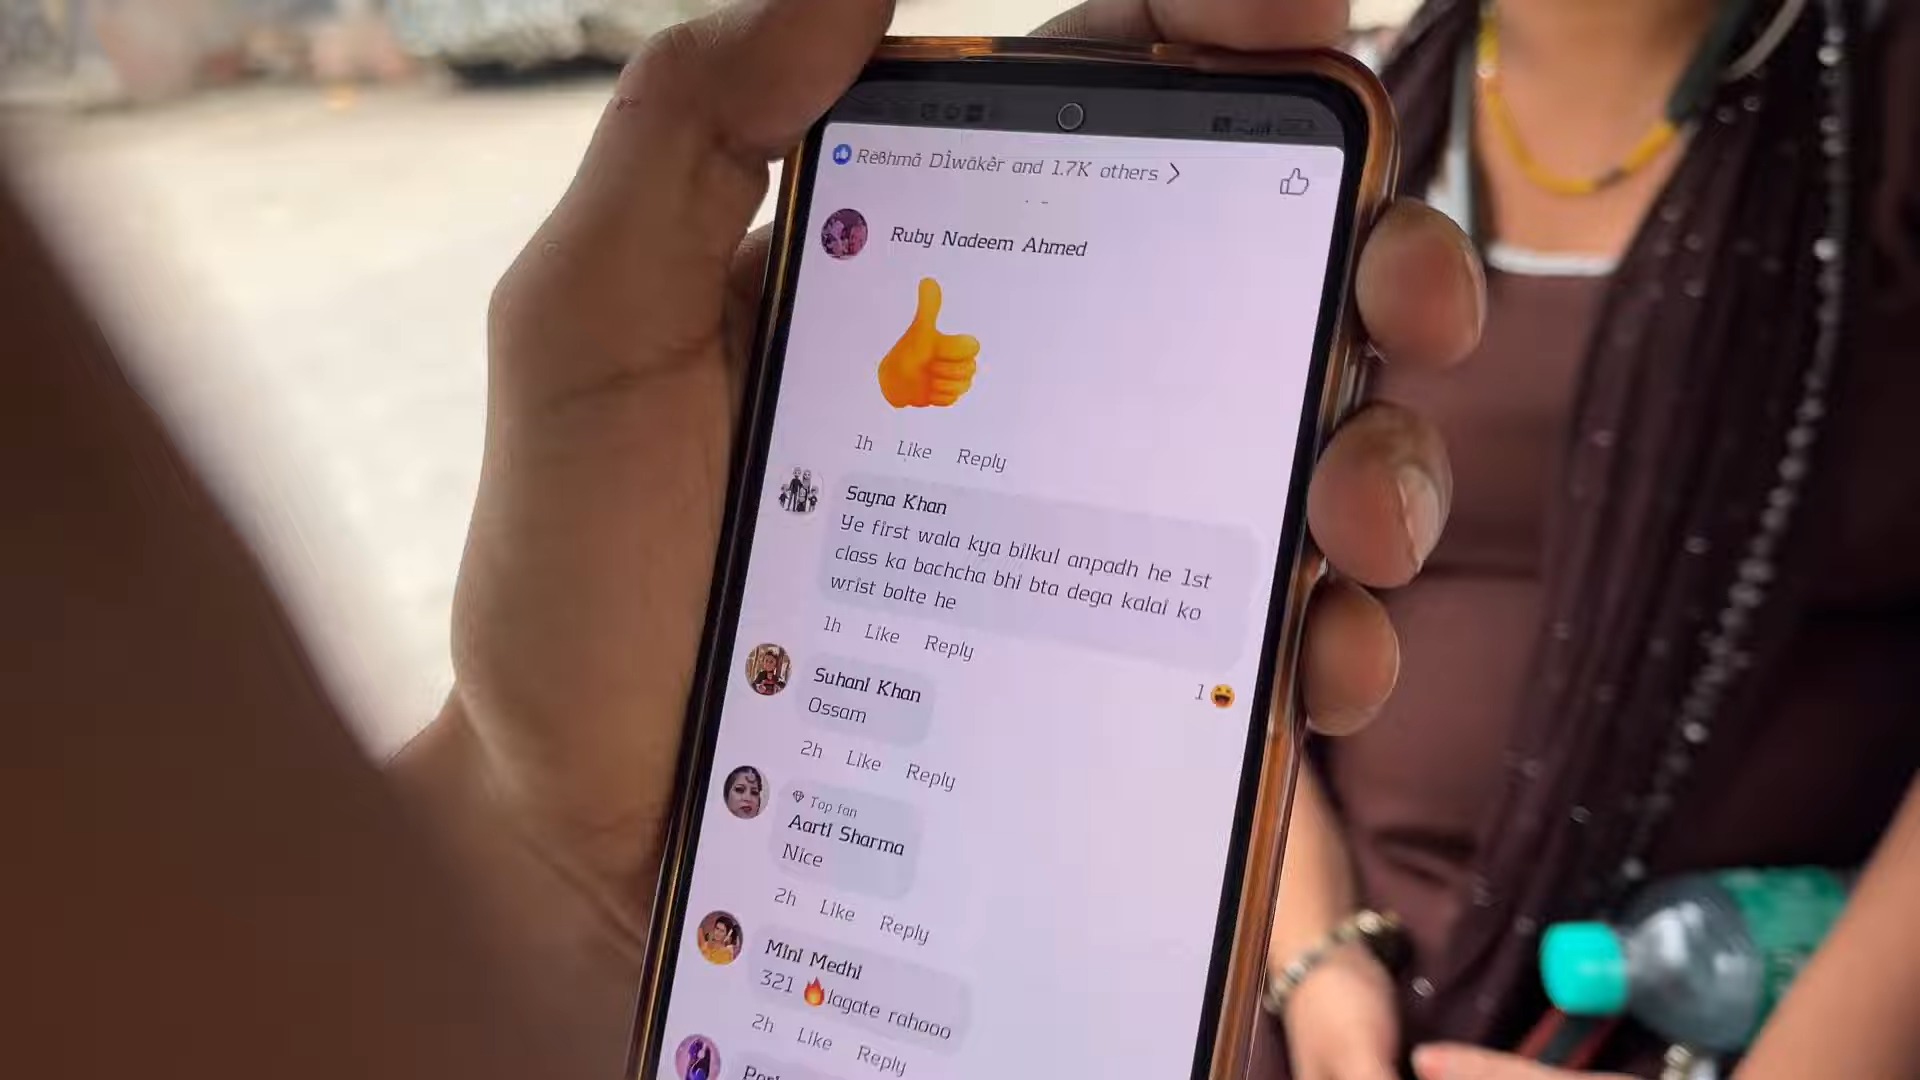 Rēβhmā Dîwākêr and 1.7K others
Ruby Nadeem Ahmed
1h Like Reply
Sayna Khan
Ye first wala kya bilkul anpadh he 1st
class ka bachcha bhi bta dega kalai ko
wrist bolte he
1h Like Reply
1
Suhani Khan
Ossam
2h Like Reply
Top fan
Aarti Sharma
Nice
2h Like Reply
Mini Medhi
321 🔥lagate rahooo
2h Like Reply